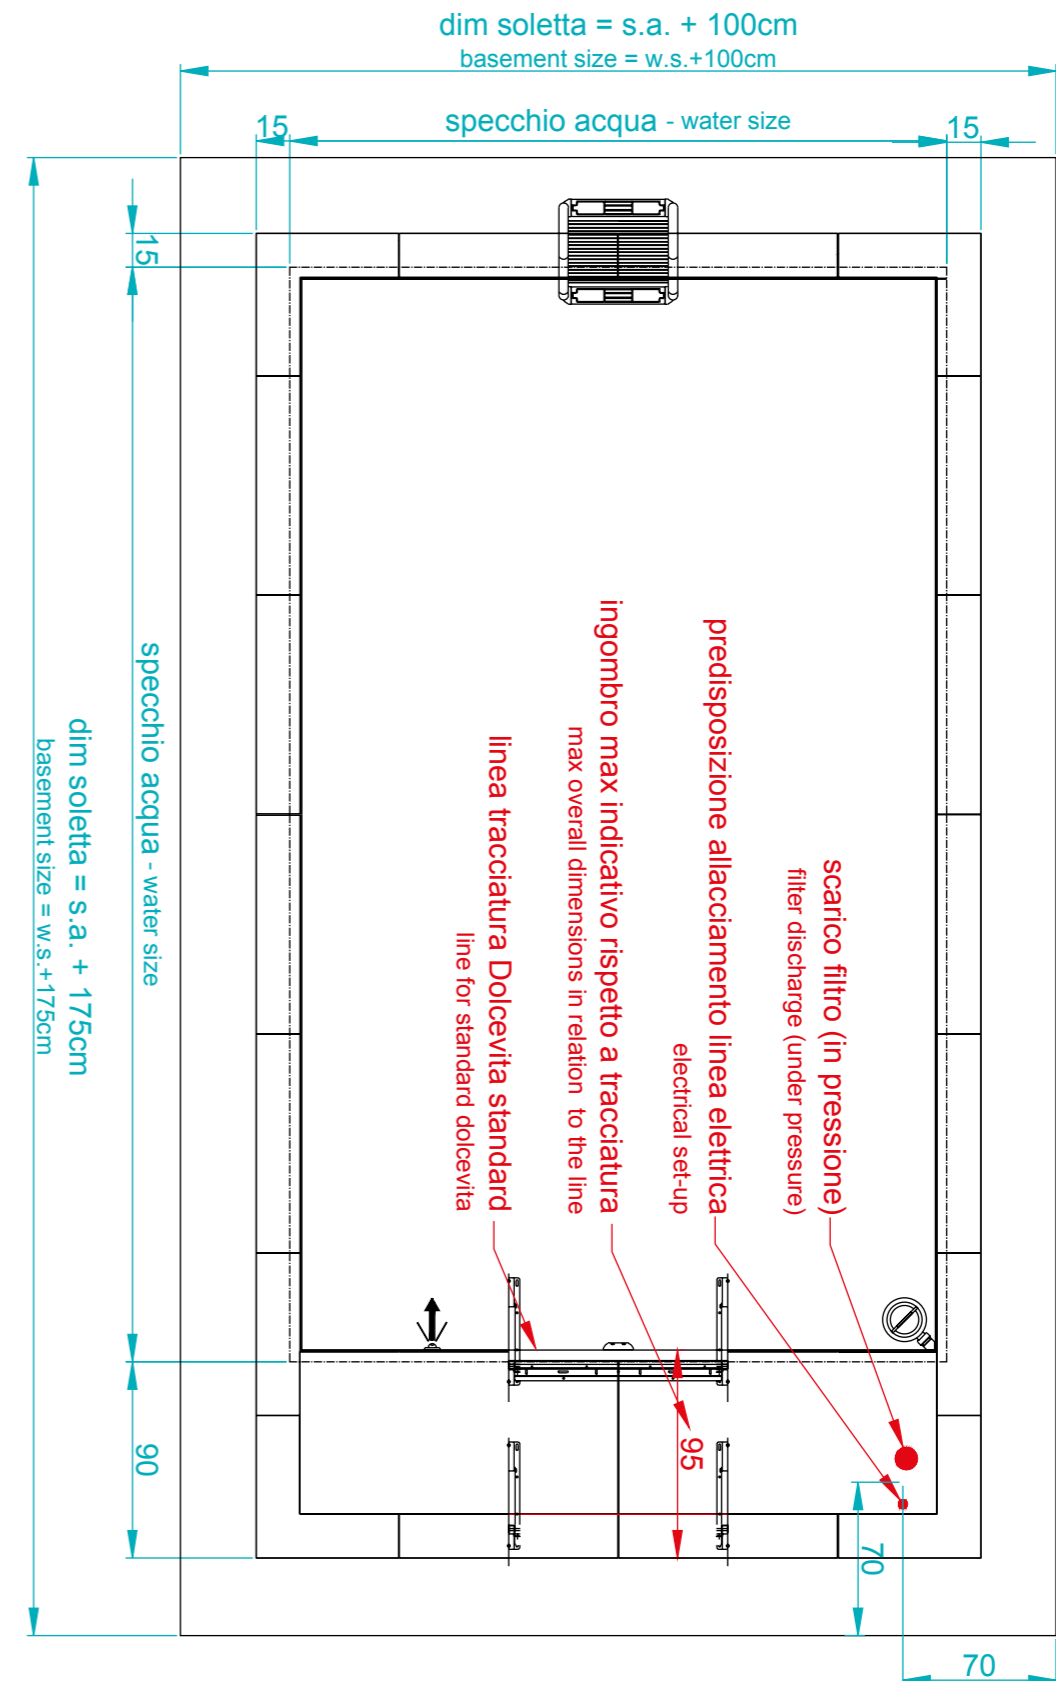 dim soletta = s.a. + 100cm
basement size = w.s.+100cm
15
specchio acqua - water size
15
15
specchio acqua - water size
dim soletta = s.a. + 175cm
basement size = w.s.+175cm
scarico filtro (in pressione)
filter discharge (under pressure)
predisposizione allacciamento linea elettrica
electrical set-up
ingombro max indicativo rispetto a tracciatura
max overall dimensions in relation to the line
linea tracciatura Dolcevita standard
line for standard dolcevita
90
95
70
70